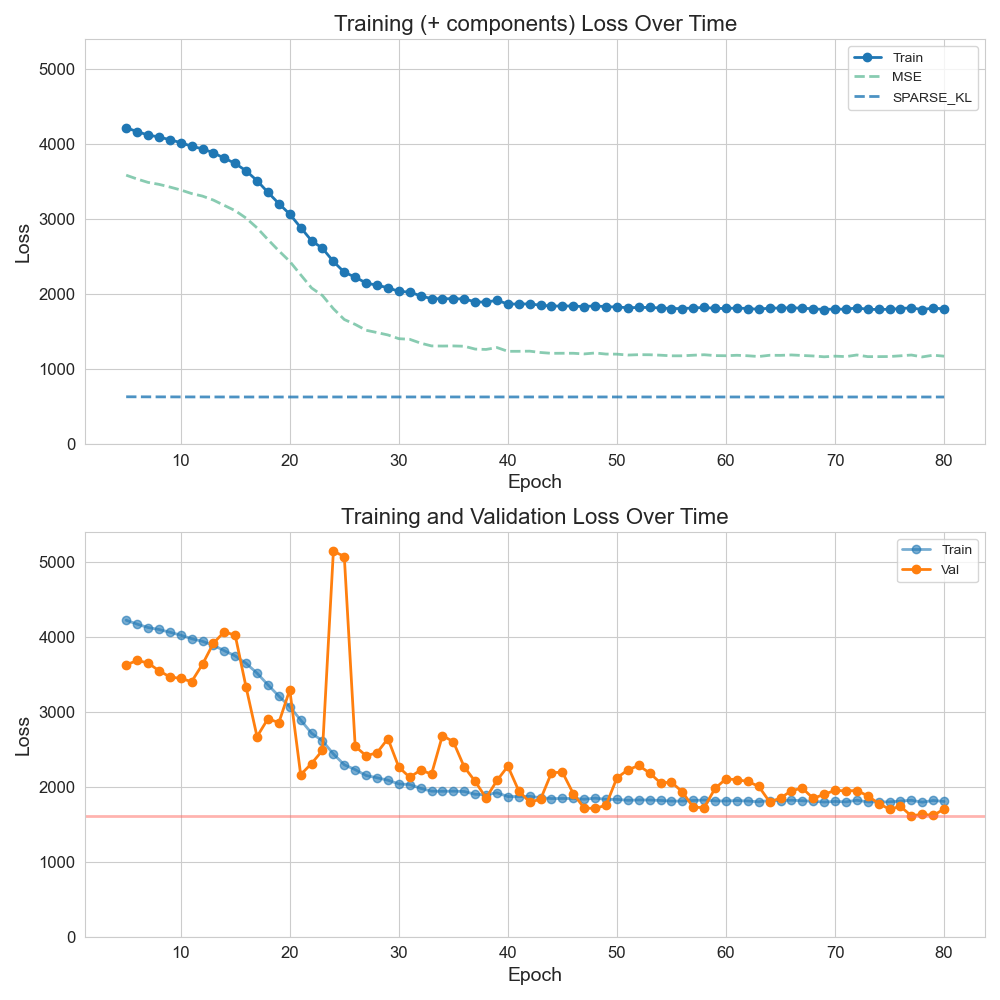 Training (+ components) Loss Over Time
5000
4000
3000
2000
1000
0
Loss
Train
MSE
SPARSE_KL
10 20 30 40 50 60 70 80
Epoch
Training and Validation Loss Over Time
5000
4000
3000
2000
1000
0
Loss
Train
Val
10 20 30 40 50 60 70 80
Epoch